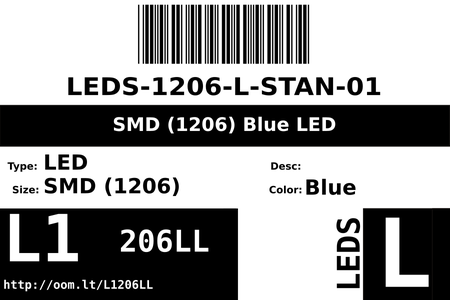 LEDS-1206-L-STAN-01
SMD (1206) Blue LED
Type: LED
Desc:
Size: SMD (1206)
Color: Blue
L1 206LL
http://oom.lt/L1206LL
LEDS
L